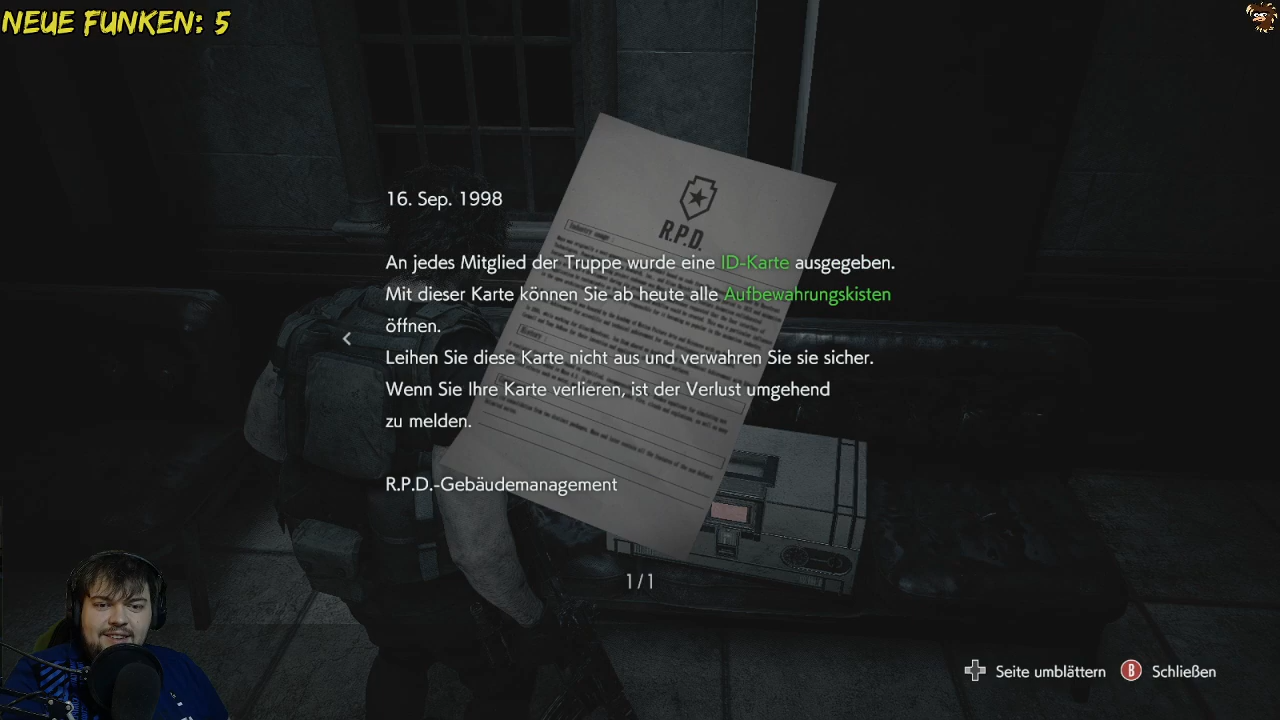 NEUE FUNKEN: 5
R.P.D.
16. Sep. 1998
An jedes Mitglied der Truppe wurde eine ID-Karte ausgegeben.
Mit dieser Karte können Sie ab heute alle Aufbewahrungskisten
öffnen.
Leihen Sie diese Karte nicht aus und verwahren Sie sie sicher.
Wenn Sie Ihre Karte verlieren, ist der Verlust umgehend
zu melden.
R.P.D.-Gebäudemanagement
1/1
Seite umblättern B Schließen